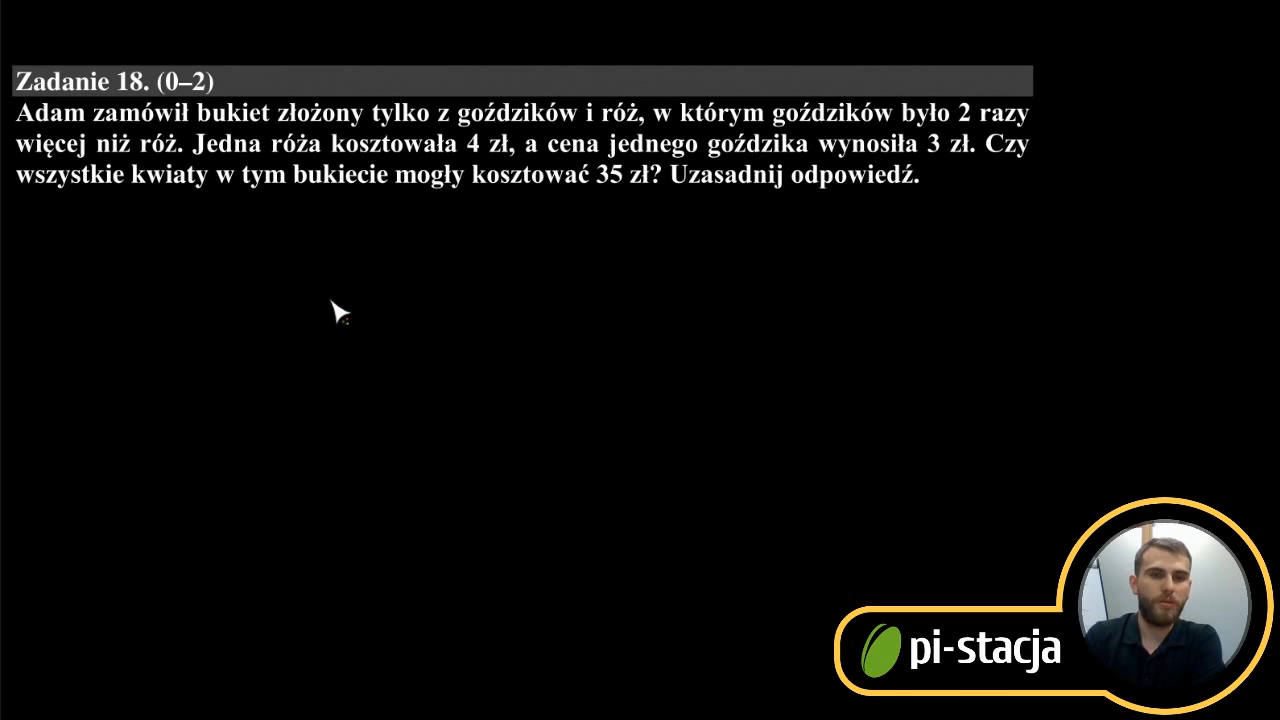 Zadanie 18. (0–2)
Adam zamówił bukiet złożony tylko z goździków i róż, w którym goździków było 2 razy
więcej niż róż. Jedna róża kosztowała 4 zł, a cena jednego goździka wynosiła 3 zł. Czy
wszystkie kwiaty w tym bukiecie mogły kosztować 35 zł? Uzasadnij odpowiedź.
pi-stacja